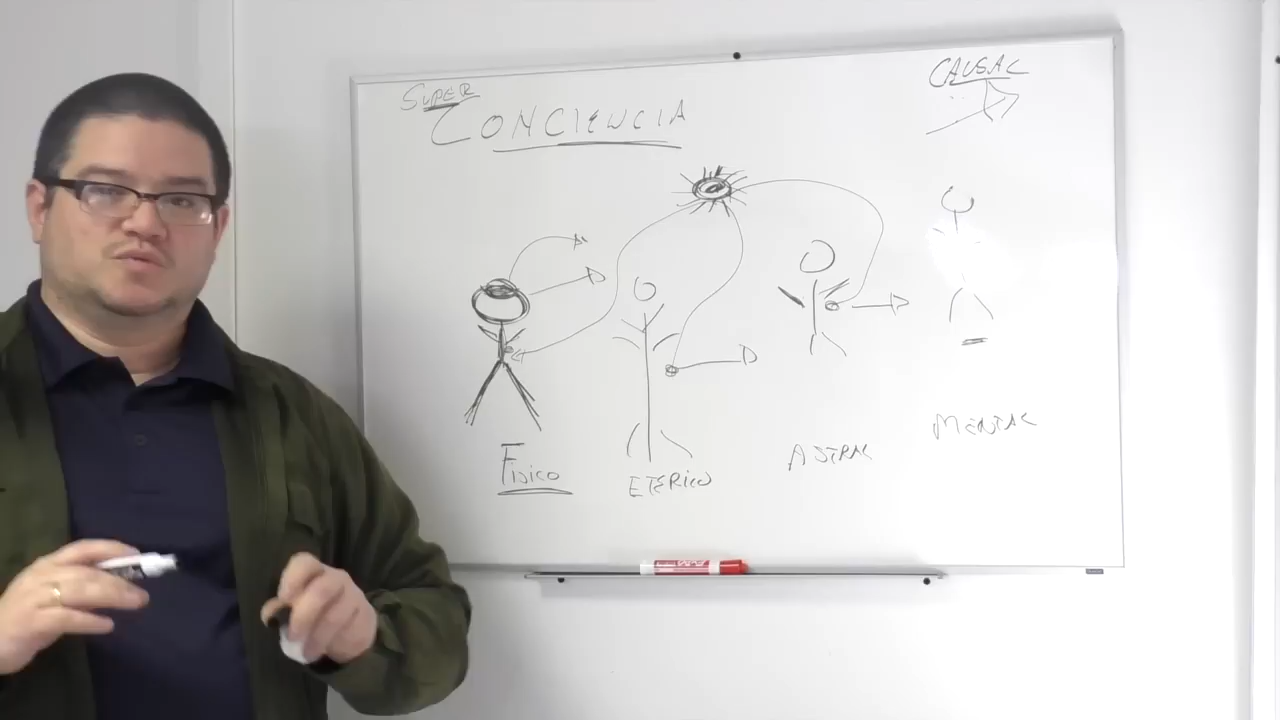 SUPER
CONCIENCIA
CAUSAL
FISICO
ETERICO
ASTRAL
MENTAL